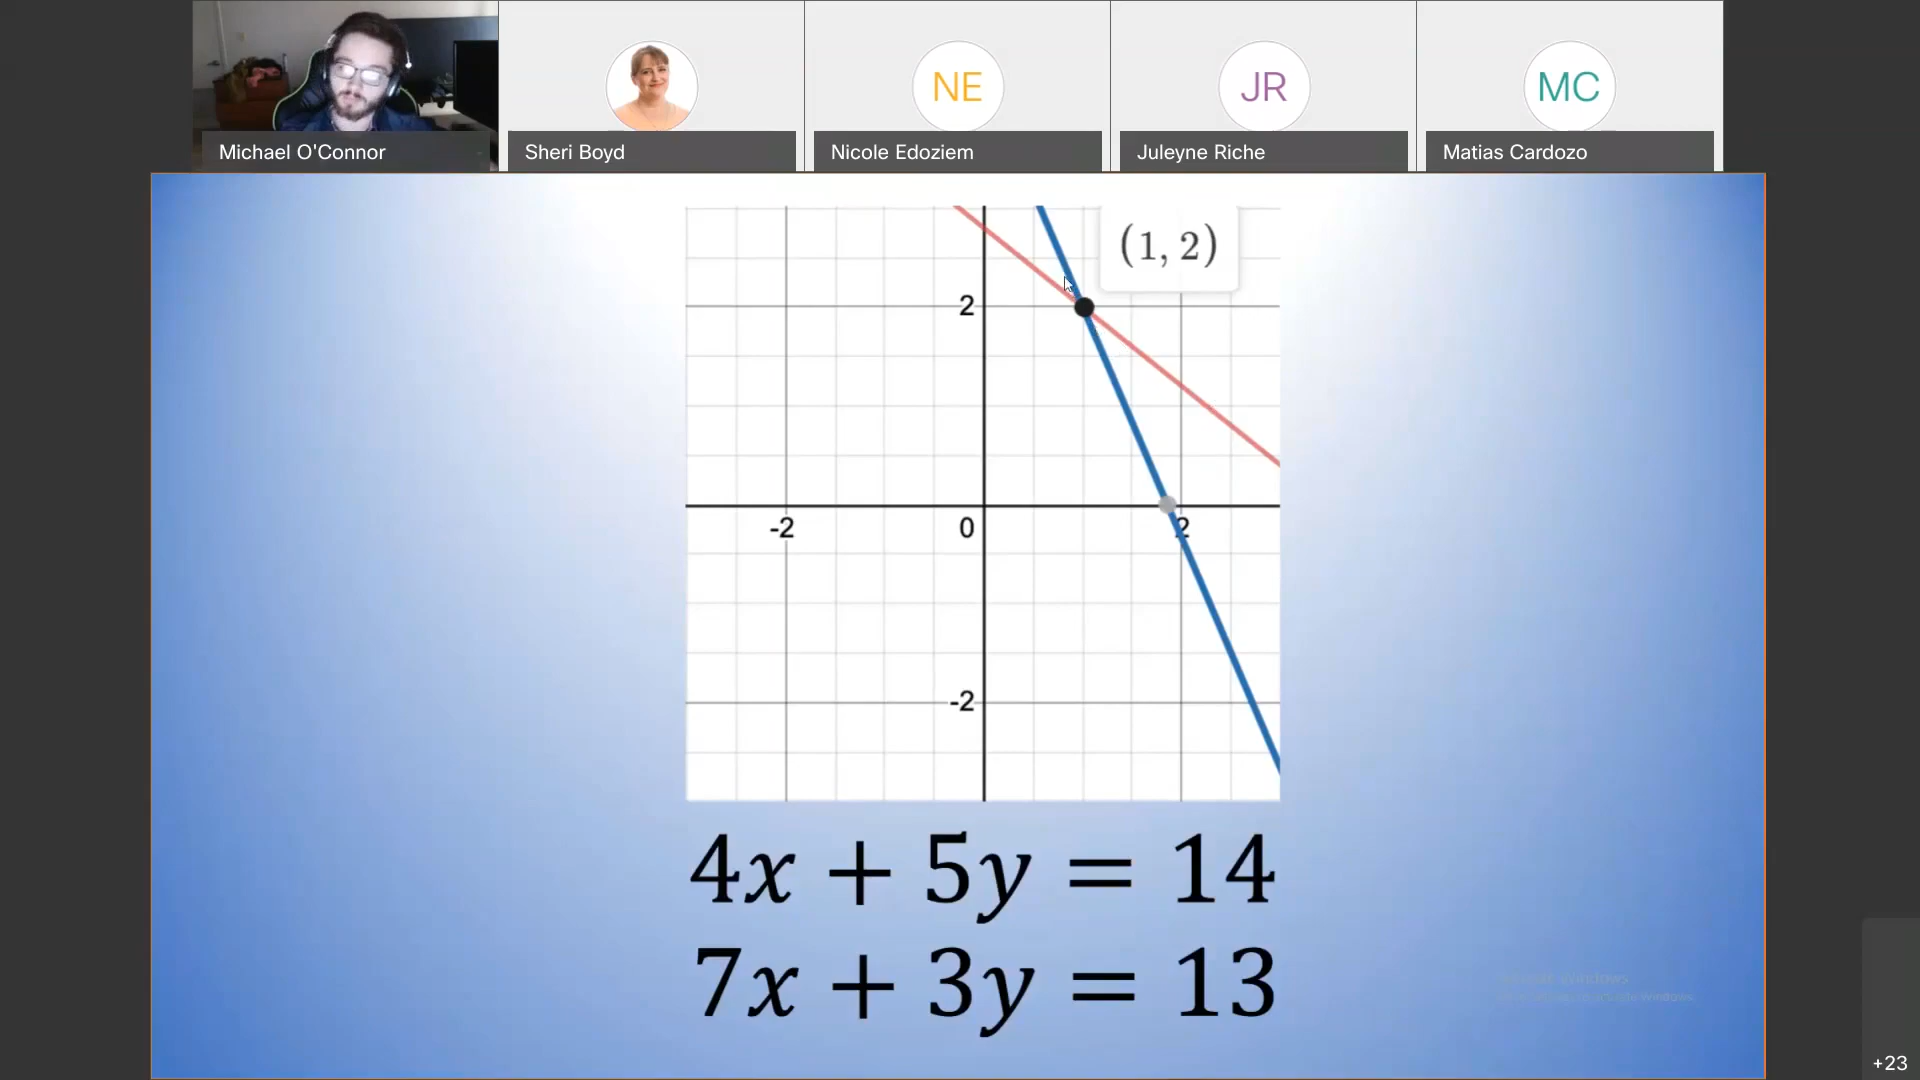 NE
JR
MC
Michael O'Connor
Sheri Boyd
Nicole Edoziem
Juleyne Riche
Matias Cardozo
(1, 2)
2
-2
0
2
-2
4x + 5y = 14
7x + 3y = 13
+23